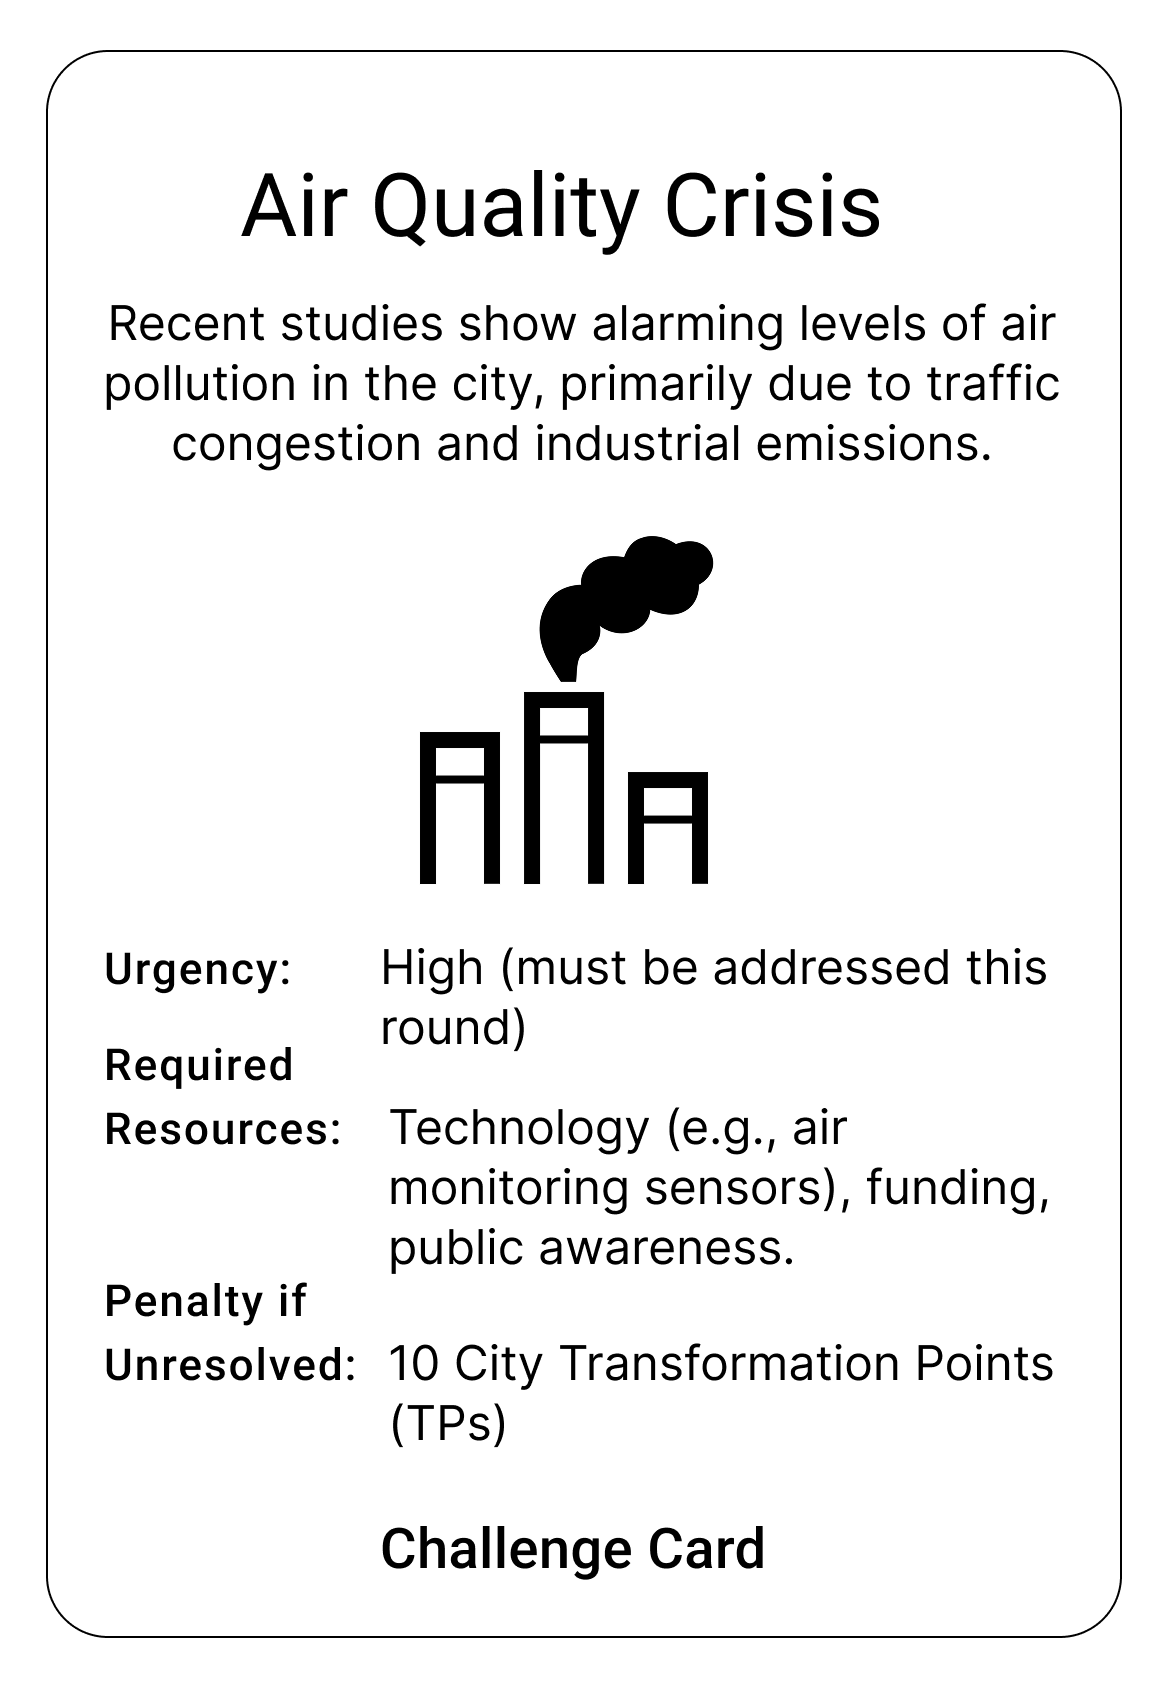 Air Quality Crisis
Recent studies show alarming levels of air
pollution in the city, primarily due to traffic
congestion and industrial emissions.
Urgency: High (must be addressed this
round)
Required
Resources: Technology (e.g., air
monitoring sensors), funding,
public awareness.
Penalty if
Unresolved: 10 City Transformation Points
(TPs)
Challenge Card